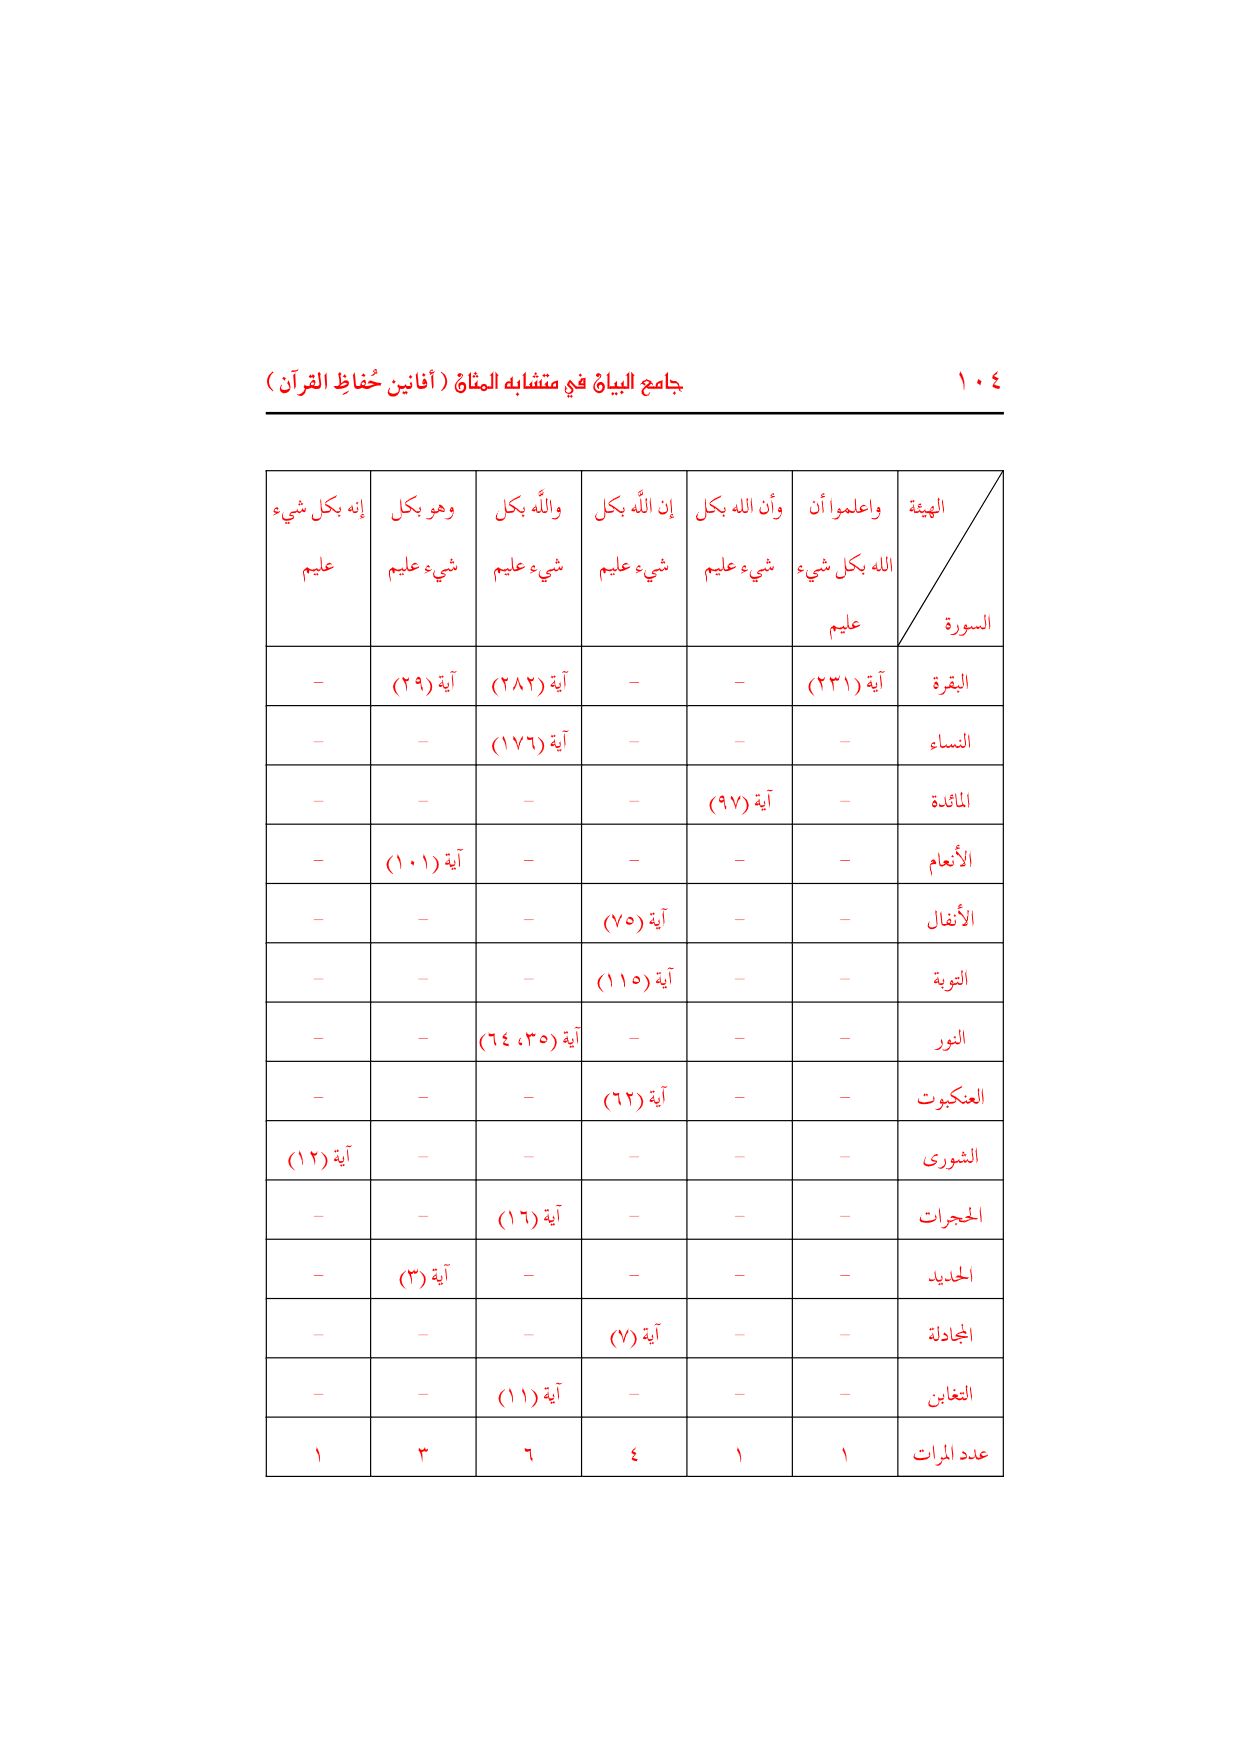 ١٠٤ جامع البيان في متشابه المثان ( أفانين حُفاظِ القرآن )
الهيئة واعلموا أن وأن الله بكل إن اللَّه بكل واللَّه بكل وهو بكل إنه بكل شيء
الله بكل شيء شيء عليم شيء عليم شيء عليم شيء عليم عليم
السورة عليم
البقرة آية (٢٣١) – – آية (٢٨٢) آية (٢٩) –
النساء – – – آية (١٧٦) – –
المائدة – آية (٩٧) – – – –
الأنعام – – – – آية (١٠١) –
الأنفال – – آية (٧٥) – – –
التوبة – – آية (١١٥) – – –
النور – – – آية (٣٥، ٦٤) – –
العنكبوت – – آية (٦٢) – – –
الشورى – – – – – آية (١٢)
الحجرات – – – آية (١٦) – –
الحديد – – – – آية (٣) –
المجادلة – – آية (٧) – – –
التغابن – – – آية (١١) – –
عدد المرات ١ ١ ٤ ٦ ٣ ١